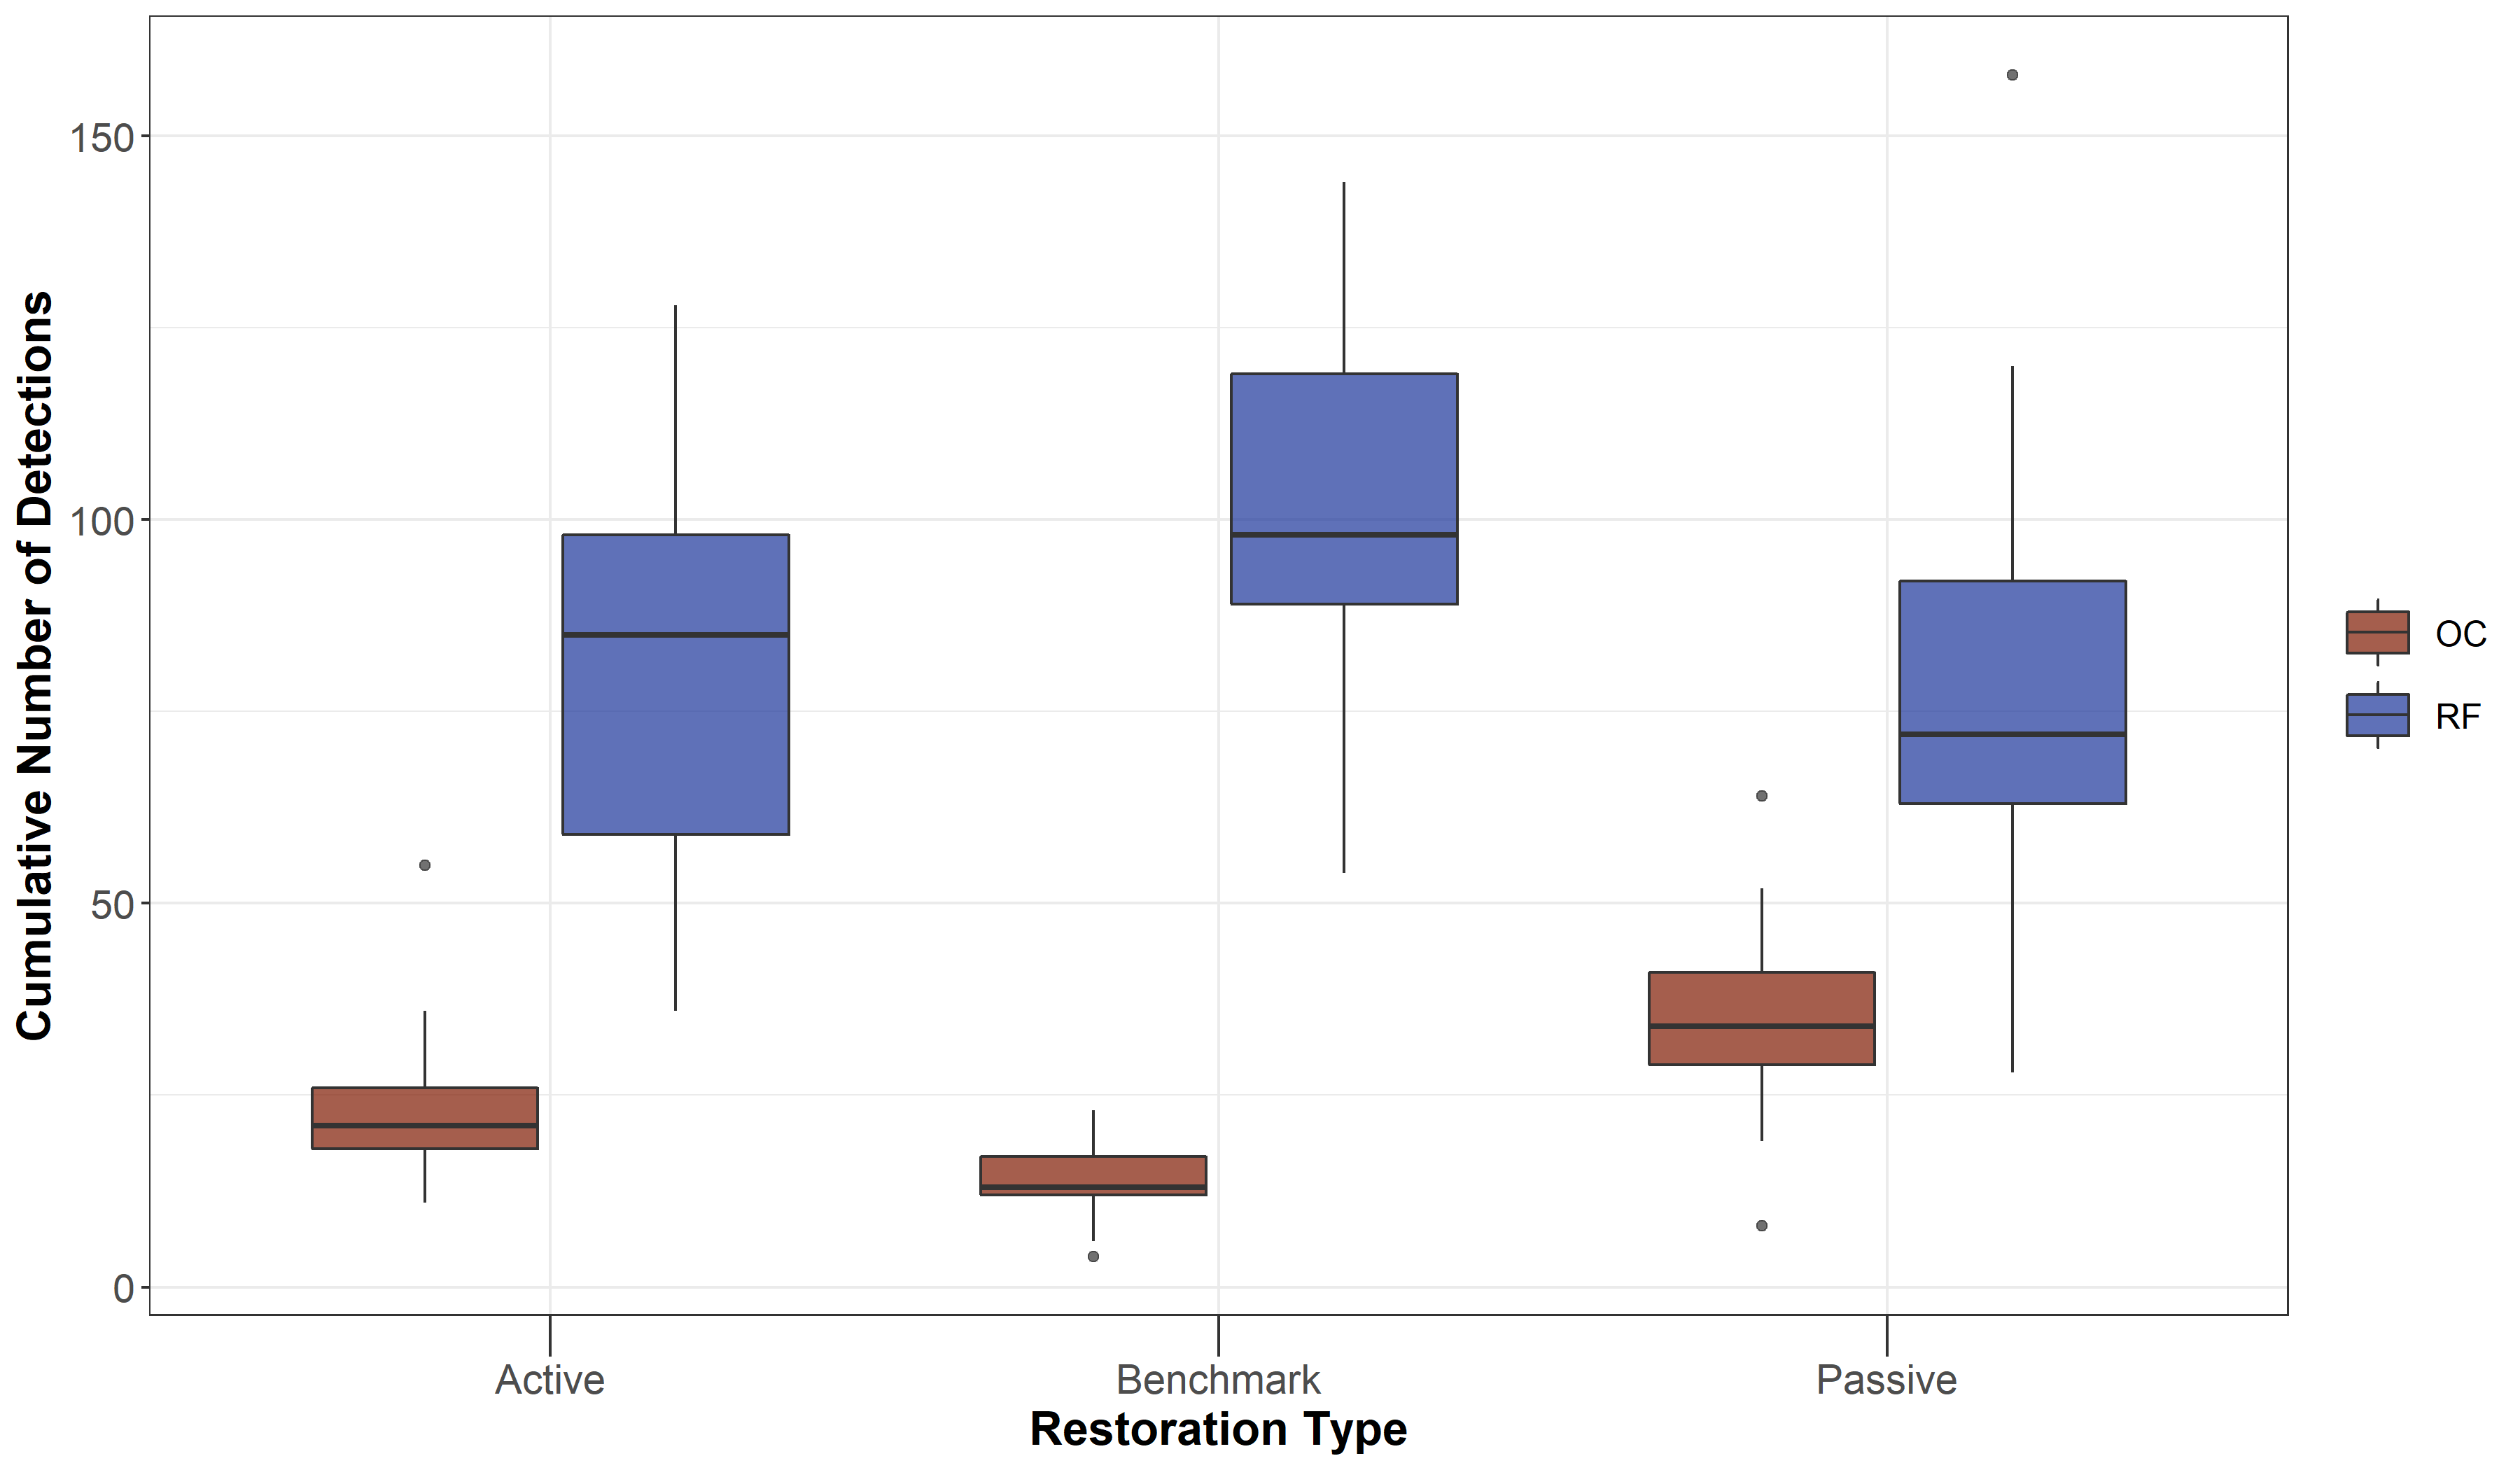 Cumulative Number of Detections
150
100
50
0
Active
Benchmark
Passive
Restoration Type
OC
RF